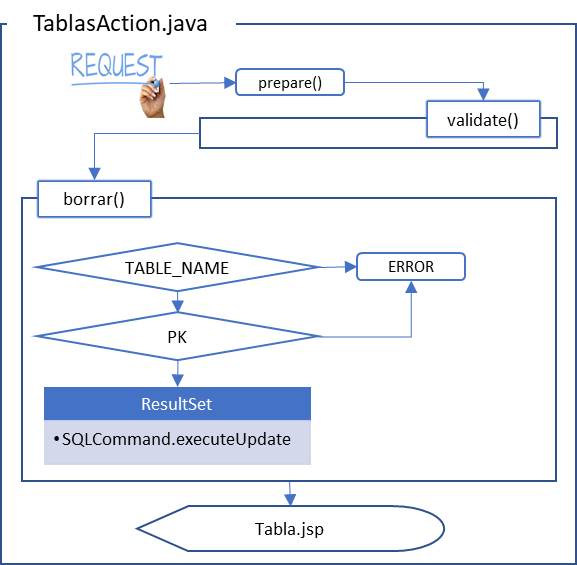 TablasAction.java
REQUEST
prepare()
validate()
borrar()
TABLE_NAME
ERROR
PK
ResultSet
•SQLCommand.executeUpdate
Tabla.jsp